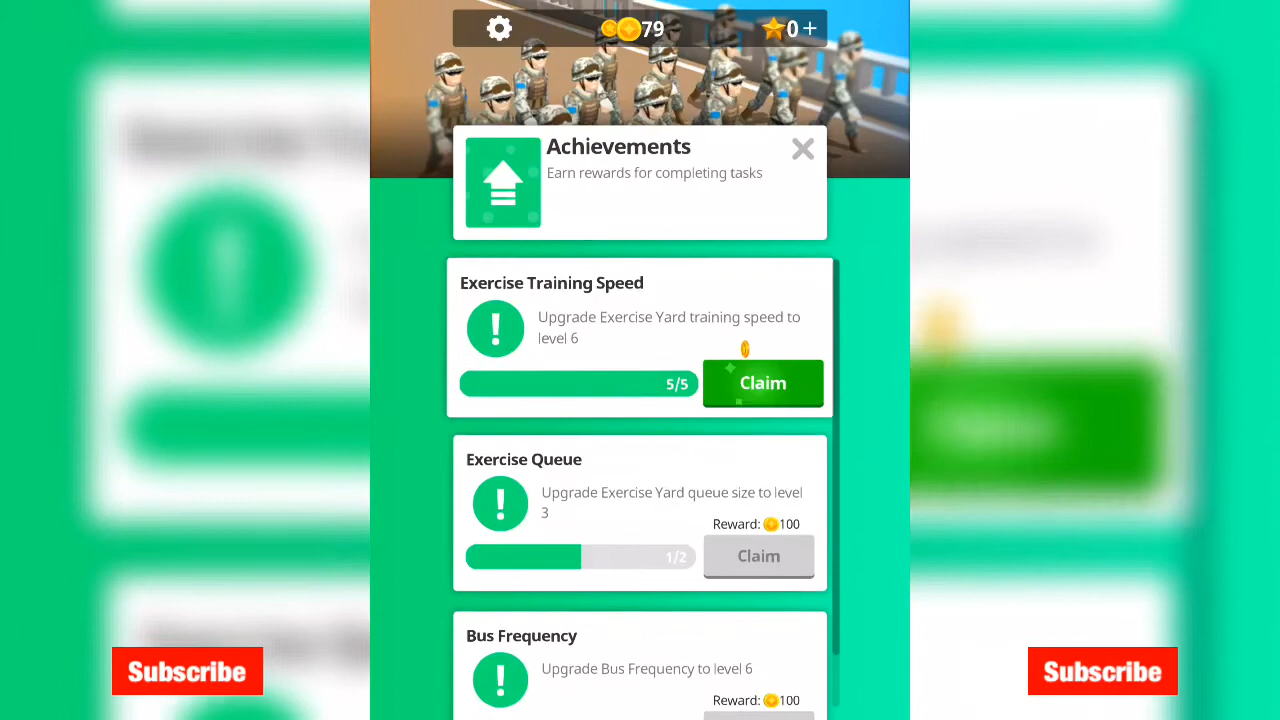 79
0+
Achievements
Earn rewards for completing tasks
Exercise Training Speed
Upgrade Exercise Yard training speed to
level 6
5/5
Claim
Exercise Queue
Upgrade Exercise Yard queue size to level
3
Reward: 100
1/2
Claim
Bus Frequency
Upgrade Bus Frequency to level 6
Reward: 100
Subscribe
Subscribe